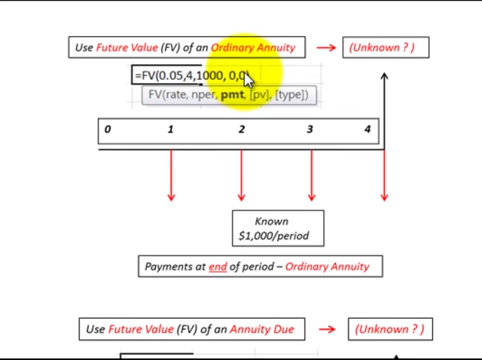 Use Future Value (FV) of an Ordinary Annuity (Unknown ? )
=FV(0.05,4,1000, 0,0)
FV(rate, nper, pmt, [pv], [type])
0 1 2 3 4
Known
$1,000/period
Payments at end of period – Ordinary Annuity
Use Future Value (FV) of an Annuity Due (Unknown ? )